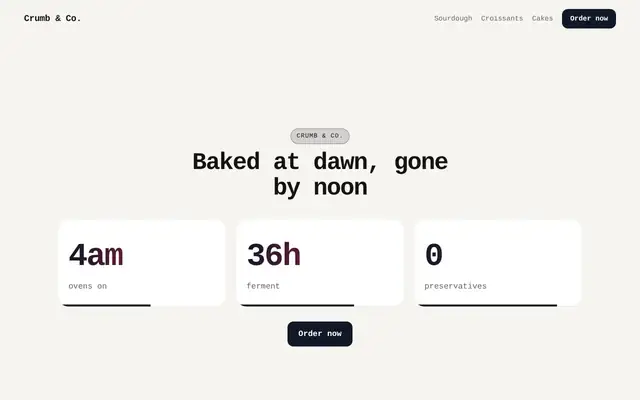 Crumb & Co.
Sourdough Croissants Cakes Order now
CRUMB & CO.
Baked at dawn, gone
by noon
4am
ovens on
36h
ferment
0
preservatives
Order now